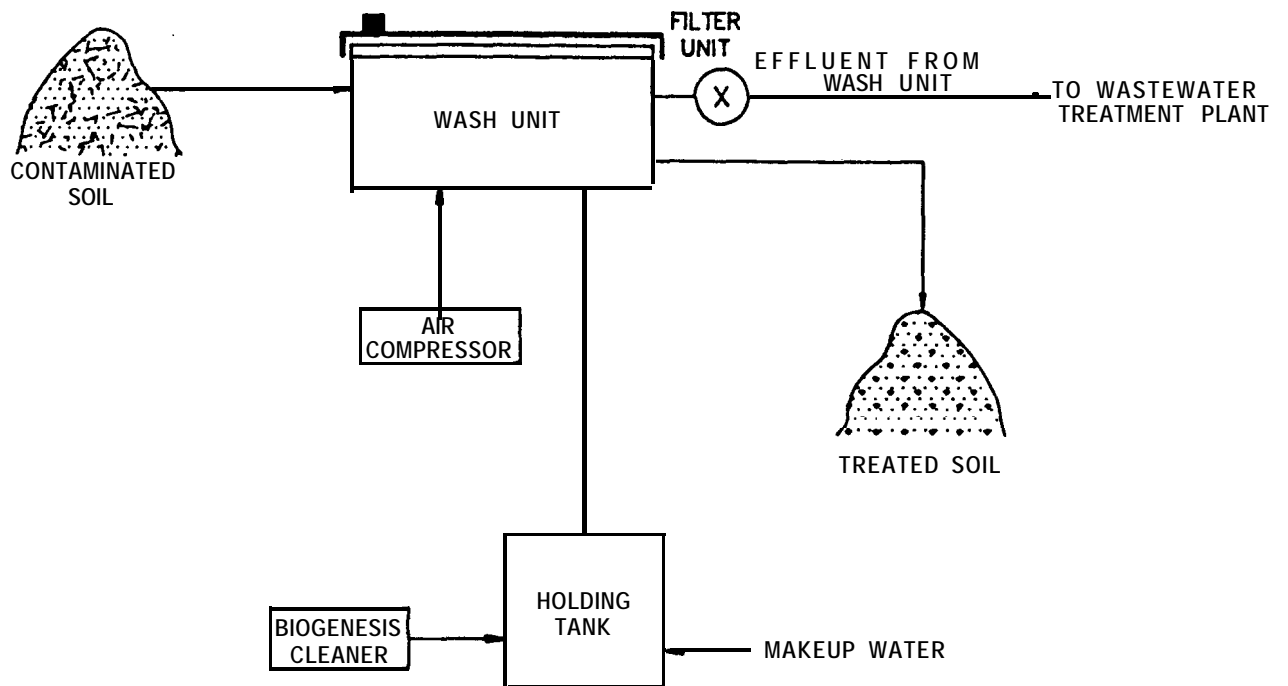 FILTER
UNIT
EFFLUENT FROM
WASH UNIT
TO WASTEWATER
TREATMENT PLANT
WASH UNIT
X
CONTAMINATED
SOIL
AIR
COMPRESSOR
TREATED SOIL
HOLDING
TANK
BIOGENESIS
CLEANER
MAKEUP WATER